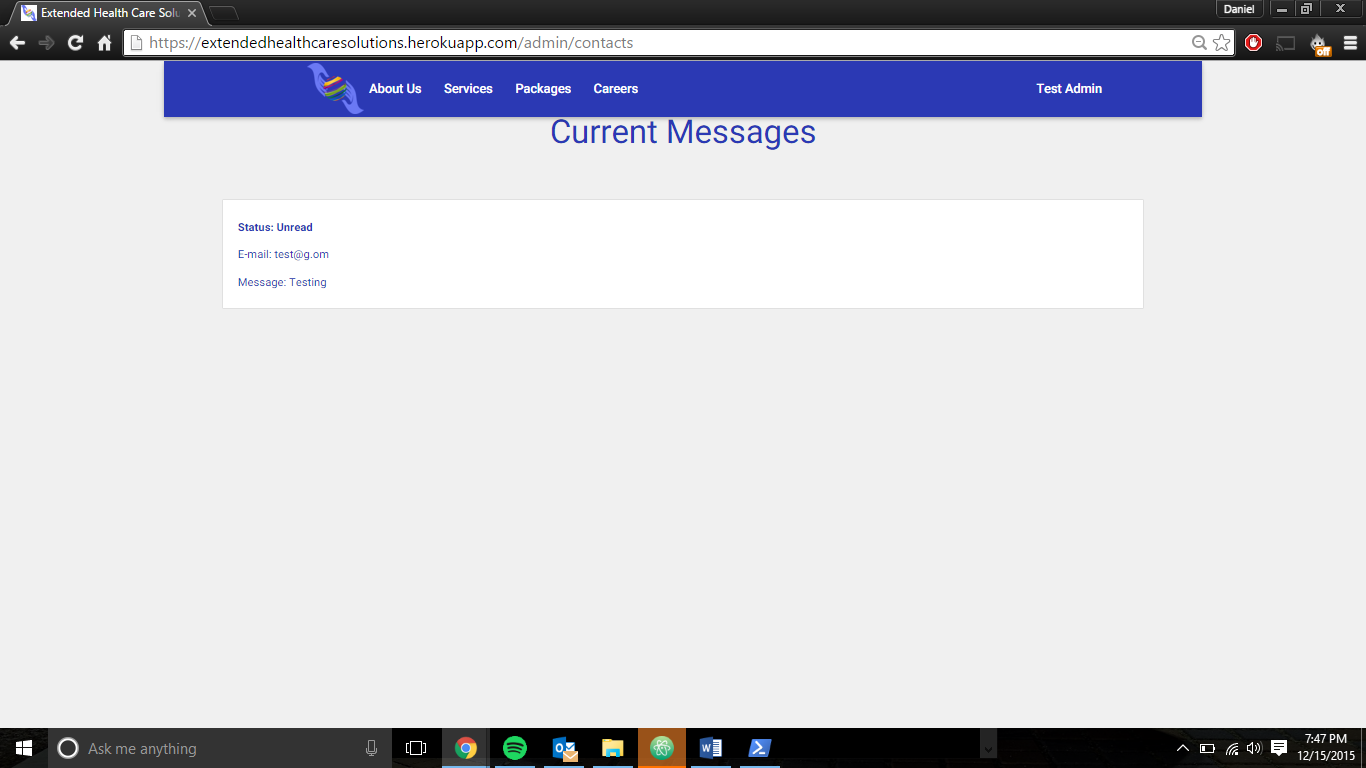 Extended Health Care Solu
Daniel
https://extendedhealthcaresolutions.herokuapp.com/admin/contacts
off
About Us Services Packages Careers Test Admin
Current Messages
Status: Unread
E-mail: test@g.om
Message: Testing
Ask me anything
7:47 PM
12/15/2015